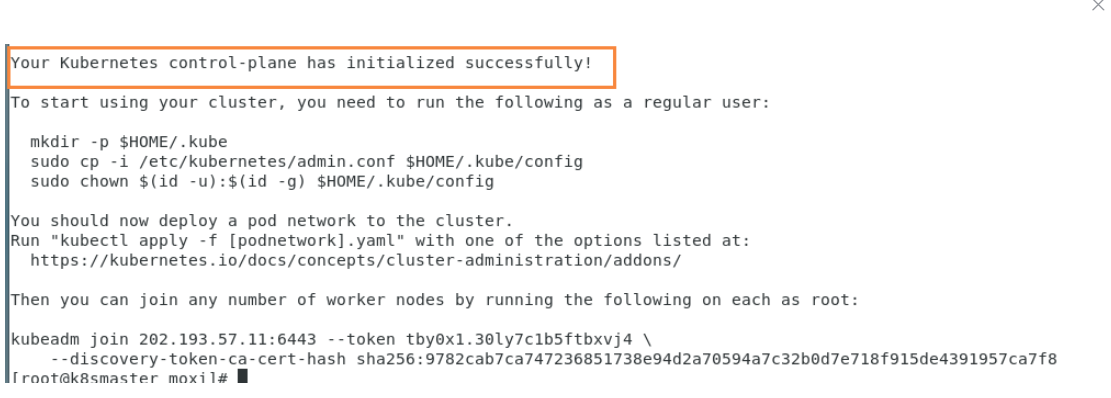 Your Kubernetes control-plane has initialized successfully!
To start using your cluster, you need to run the following as a regular user:
mkdir -p $HOME/.kube
sudo cp -i /etc/kubernetes/admin.conf $HOME/.kube/config
sudo chown $(id -u):$(id -g) $HOME/.kube/config
You should now deploy a pod network to the cluster.
Run "kubectl apply -f [podnetwork].yaml" with one of the options listed at:
https://kubernetes.io/docs/concepts/cluster-administration/addons/
Then you can join any number of worker nodes by running the following on each as root:
kubeadm join 202.193.57.11:6443 --token tby0x1.30ly7c1b5ftbxvj4 \
--discovery-token-ca-cert-hash sha256:9782cab7ca747236851738e94d2a70594a7c32b0d7e718f915de4391957ca7f8
[root@k8smaster moxi]#